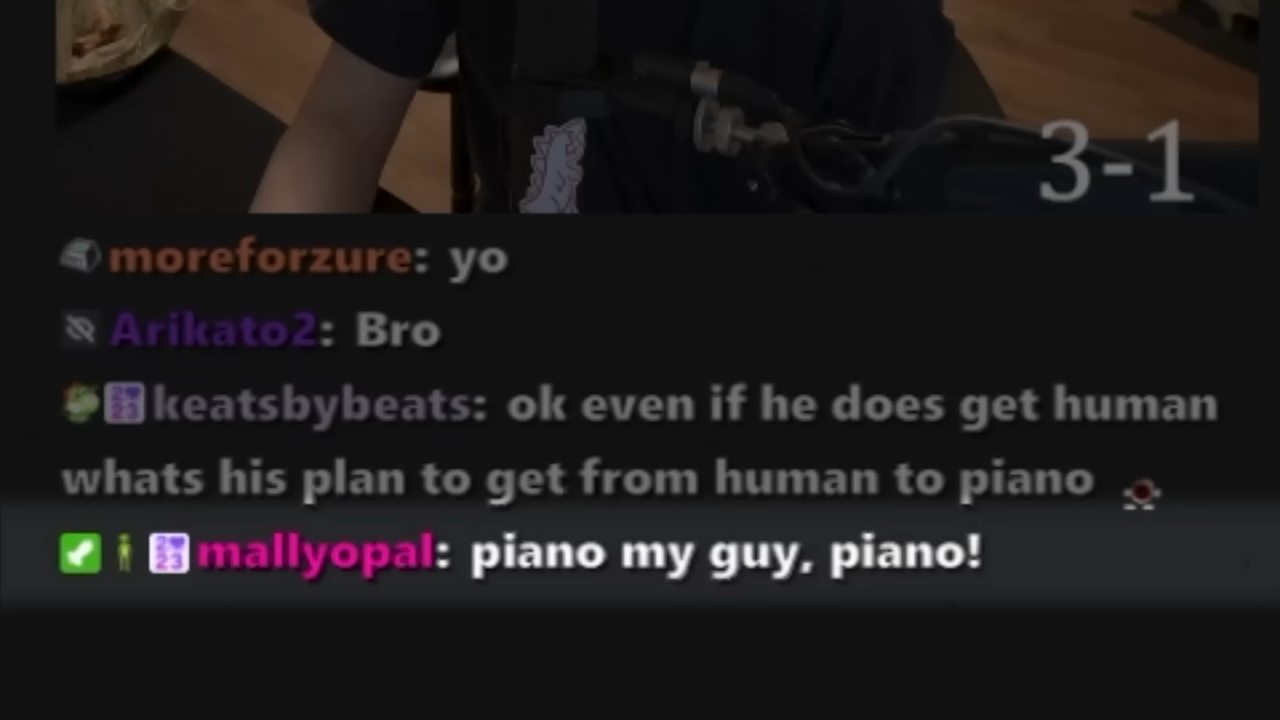 3-1
moreforzure: yo
Arikato2: Bro
keatsbybeats: ok even if he does get human
whats his plan to get from human to piano
mallyopal: piano my guy, piano!